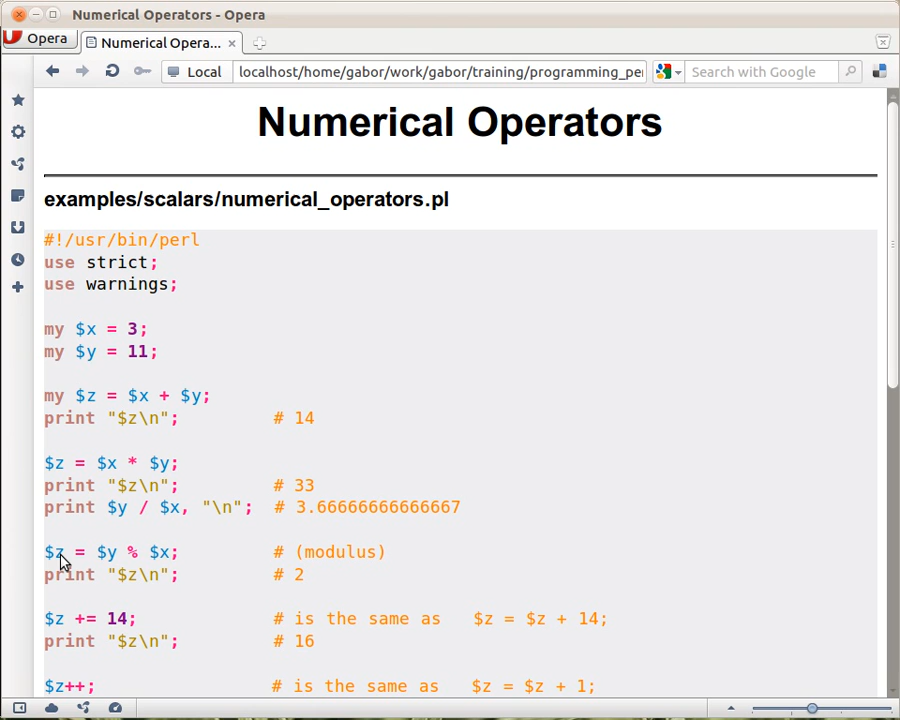 Numerical Operators - Opera
Opera
Numerical Opera...
Local
localhost/home/gabor/work/gabor/training/programming_pe
Search with Google
Numerical Operators
examples/scalars/numerical_operators.pl
#!/usr/bin/perl
use strict;
use warnings;
my $x = 3;
my $y = 11;
my $z = $x + $y;
print "$z\n";         # 14
$z = $x * $y;
print "$z\n";         # 33
print $y / $x, "\n";  # 3.66666666666667
$z = $y % $x;         # (modulus)
print "$z\n";         # 2
$z += 14;             # is the same as   $z = $z + 14;
print "$z\n";         # 16
$z++;                 # is the same as   $z = $z + 1;